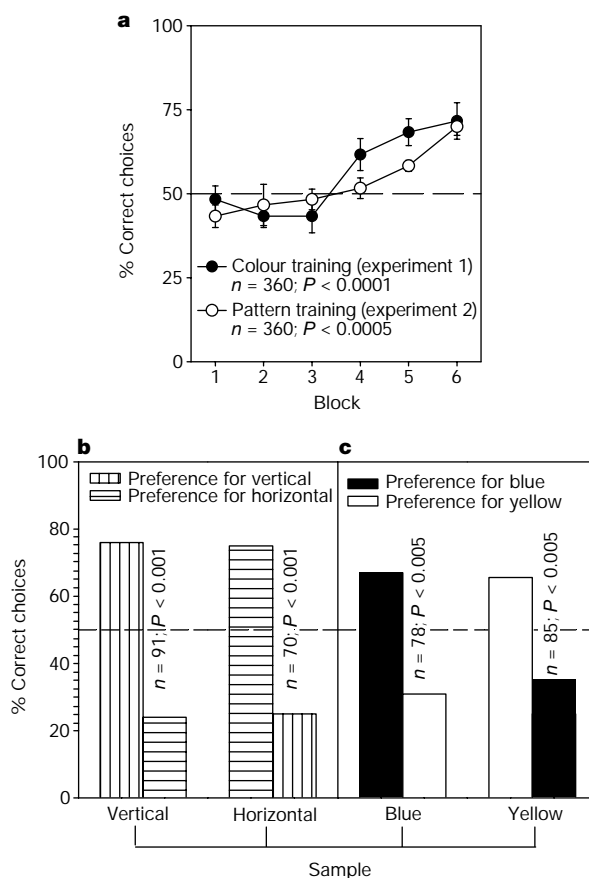 a
100
75
50
25
0
% Correct choices
Colour training (experiment 1)
n = 360; P < 0.0001
Pattern training (experiment 2)
n = 360; P < 0.0005
1 2 3 4 5 6
Block
b
c
100
80
60
40
20
0
% Correct choices
Preference for vertical
Preference for horizontal
Preference for blue
Preference for yellow
n = 91; P < 0.001
n = 70; P < 0.001
n = 78; P < 0.005
n = 85; P < 0.005
Vertical Horizontal Blue Yellow
Sample